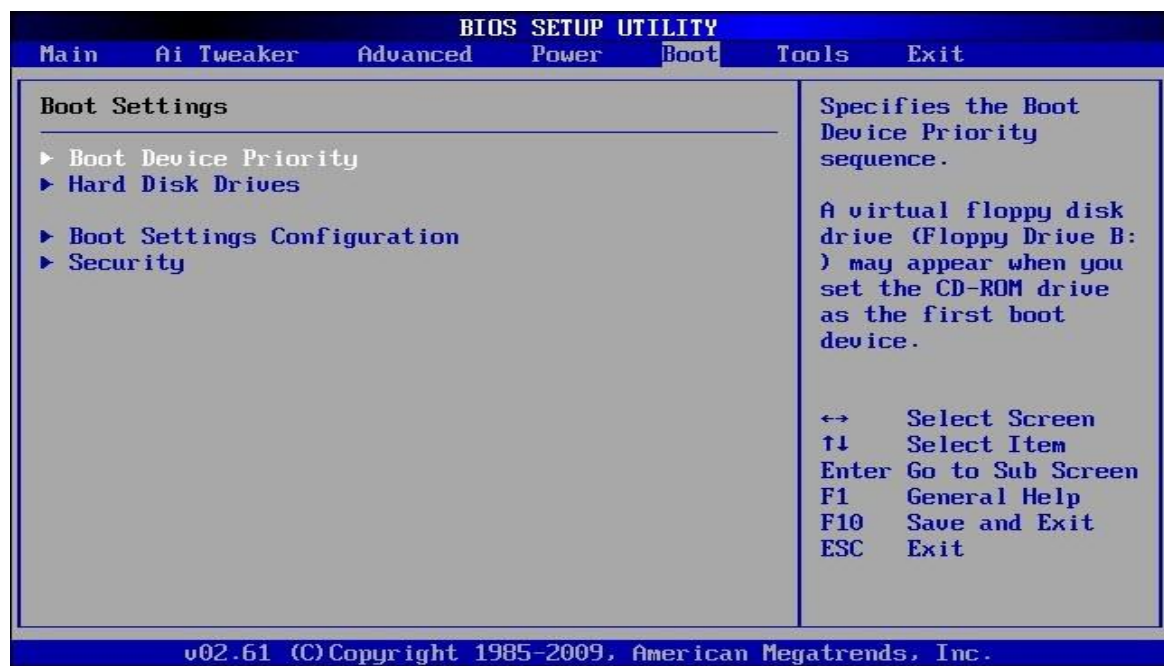 BIOS SETUP UTILITY
Main Ai Tweaker Advanced Power Boot Tools Exit
Boot Settings
► Boot Device Priority
► Hard Disk Drives
► Boot Settings Configuration
► Security
Specifies the Boot
Device Priority
sequence.
A virtual floppy disk
drive (Floppy Drive B:
) may appear when you
set the CD-ROM drive
as the first boot
device.
←→ Select Screen
↑↓ Select Item
Enter Go to Sub Screen
F1 General Help
F10 Save and Exit
ESC Exit
v02.61 (C)Copyright 1985-2009, American Megatrends, Inc.